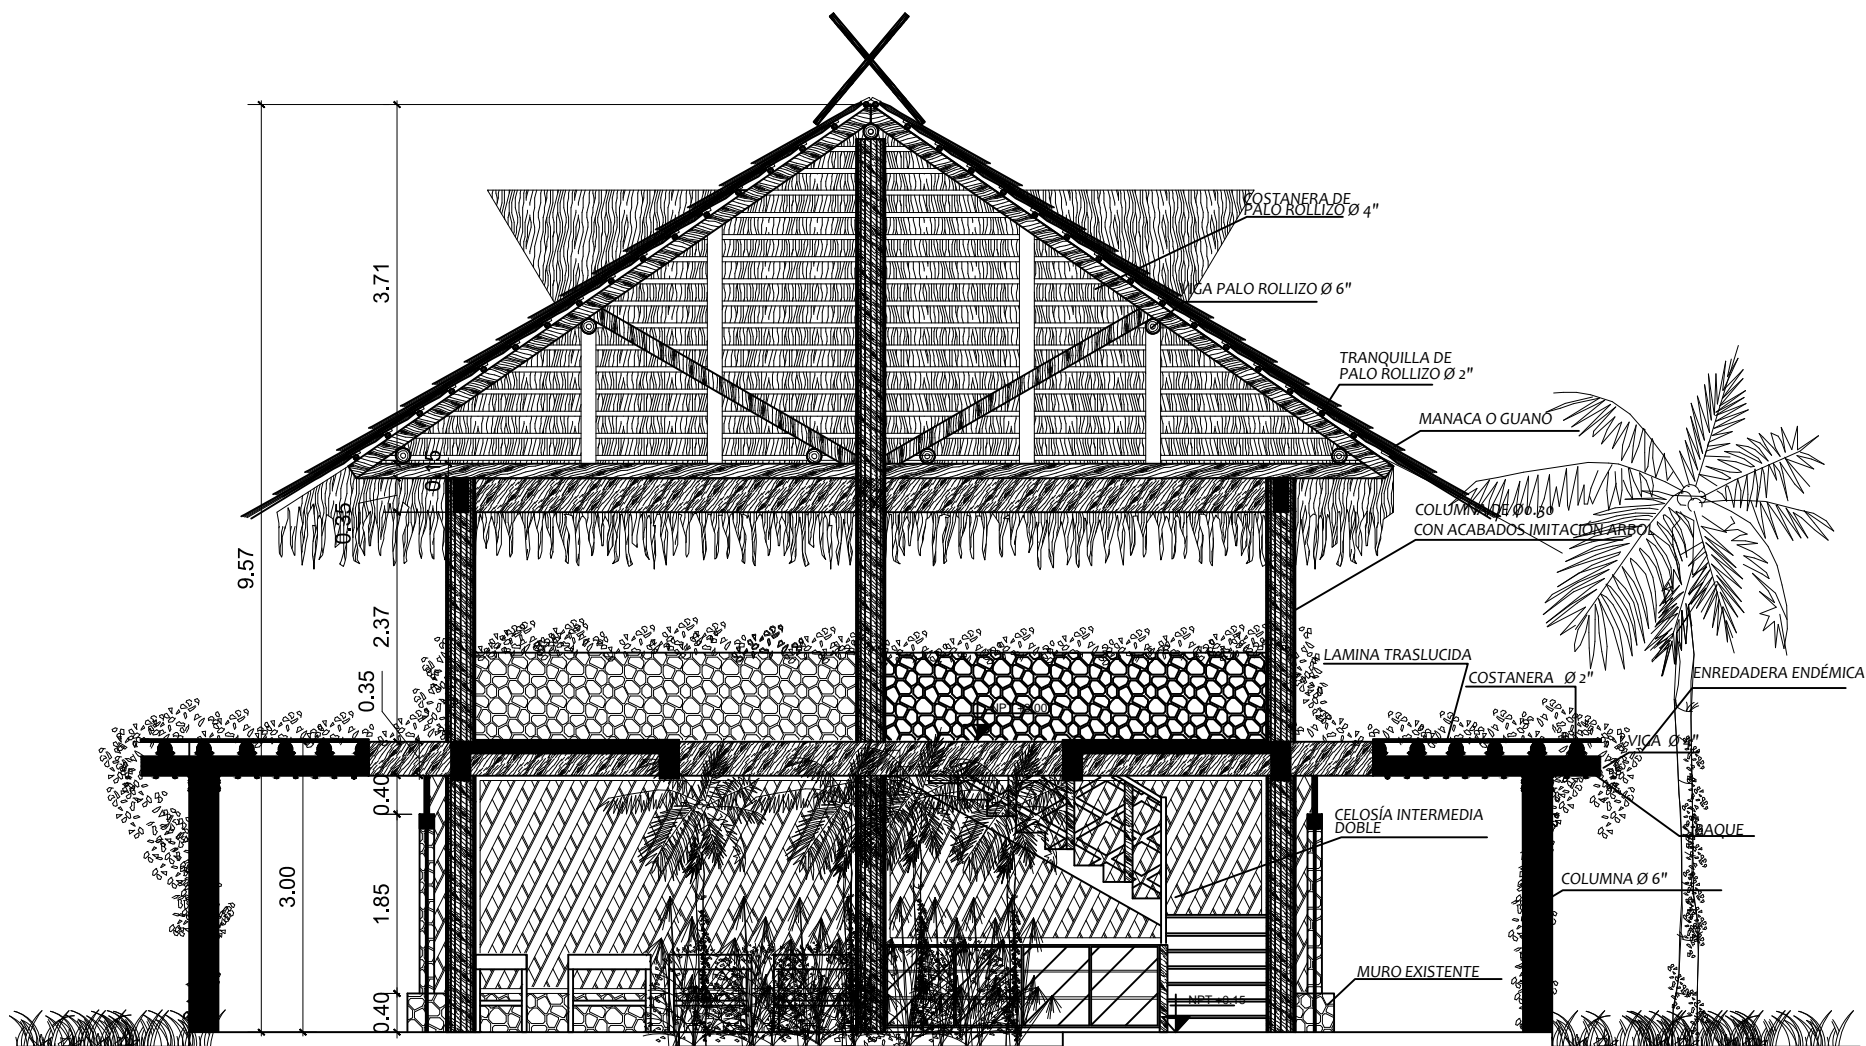 COSTANERA DE
PALO ROLLIZO Ø 4"
VIGA PALO ROLLIZO Ø 6"
TRANQUILLA DE
PALO ROLLIZO Ø 2"
MANACA O GUANO
COLUMNA DE Ø0.30
CON ACABADOS IMITACIÓN ARBOL
LAMINA TRASLUCIDA
COSTANERA Ø 2"
ENREDADERA ENDÉMICA
VIGA Ø
CELOSÍA INTERMEDIA
DOBLE
COLUMNA Ø 6"
MURO EXISTENTE
NPT +0.15
3.71
0.15
0.35
9.57
2.37
0.35
0.40
3.00
1.85
0.40